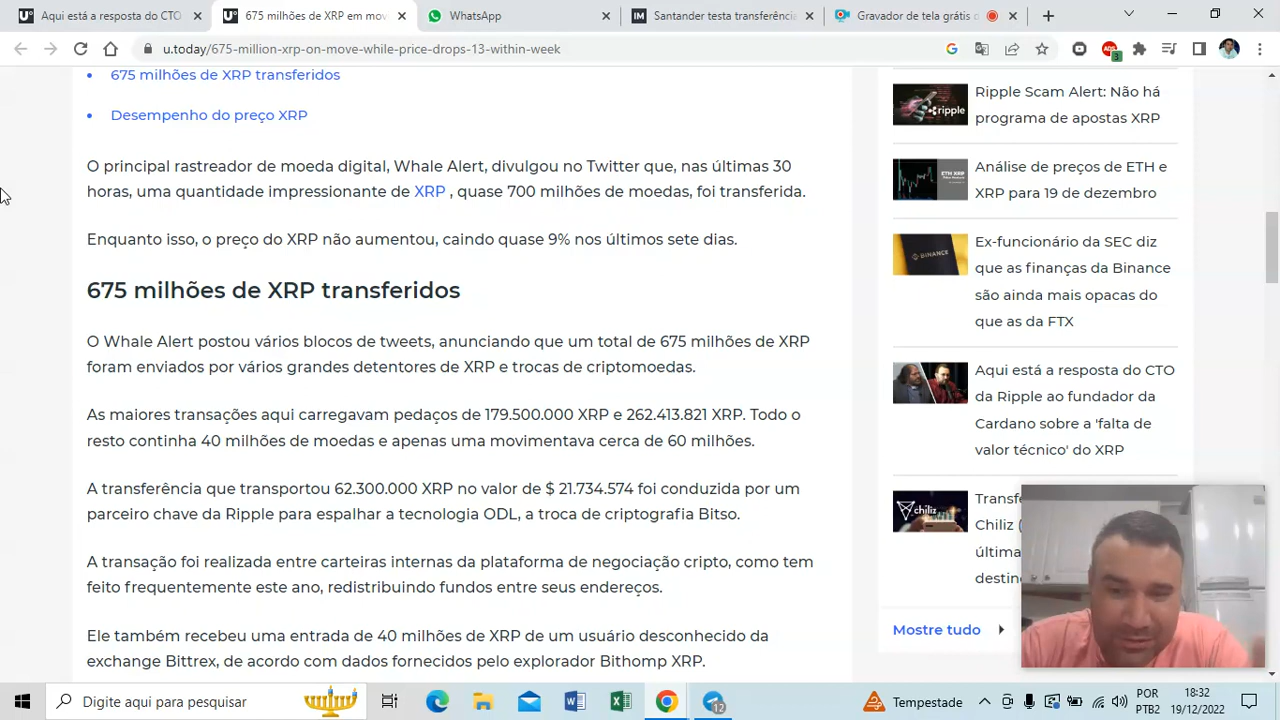 Aqui está a resposta do CTO
675 milhões de XRP em mov
WhatsApp
Santander testa transferência
Gravador de tela grátis o
u.today/675-million-xrp-on-move-while-price-drops-13-within-week
ADS
3
675 milhões de XRP transferidos
Desempenho do preço XRP
O principal rastreador de moeda digital, Whale Alert, divulgou no Twitter que, nas últimas 30
horas, uma quantidade impressionante de XRP , quase 700 milhões de moedas, foi transferida.
Enquanto isso, o preço do XRP não aumentou, caindo quase 9% nos últimos sete dias.
675 milhões de XRP transferidos
O Whale Alert postou vários blocos de tweets, anunciando que um total de 675 milhões de XRP
foram enviados por vários grandes detentores de XRP e trocas de criptomoedas.
As maiores transações aqui carregavam pedaços de 179.500.000 XRP e 262.413.821 XRP. Todo o
resto continha 40 milhões de moedas e apenas uma movimentava cerca de 60 milhões.
A transferência que transportou 62.300.000 XRP no valor de $ 21.734.574 foi conduzida por um
parceiro chave da Ripple para espalhar a tecnologia ODL, a troca de criptografia Bitso.
A transação foi realizada entre carteiras internas da plataforma de negociação cripto, como tem
feito frequentemente este ano, redistribuindo fundos entre seus endereços.
Ele também recebeu uma entrada de 40 milhões de XRP de um usuário desconhecido da
exchange Bittrex, de acordo com dados fornecidos pelo explorador Bithomp XRP.
ripple
Ripple Scam Alert: Não há
programa de apostas XRP
ETH XRP
Análise de preços de ETH e
XRP para 19 de dezembro
BINANCE
Ex-funcionário da SEC diz
que as finanças da Binance
são ainda mais opacas do
que as da FTX
Aqui está a resposta do CTO
da Ripple ao fundador da
Cardano sobre a 'falta de
valor técnico' do XRP
chiliz
Transfe
Chiliz (
última
destino
Mostre tudo
Digite aqui para pesquisar
12
Tempestade
POR
PTB2
18:32
19/12/2022